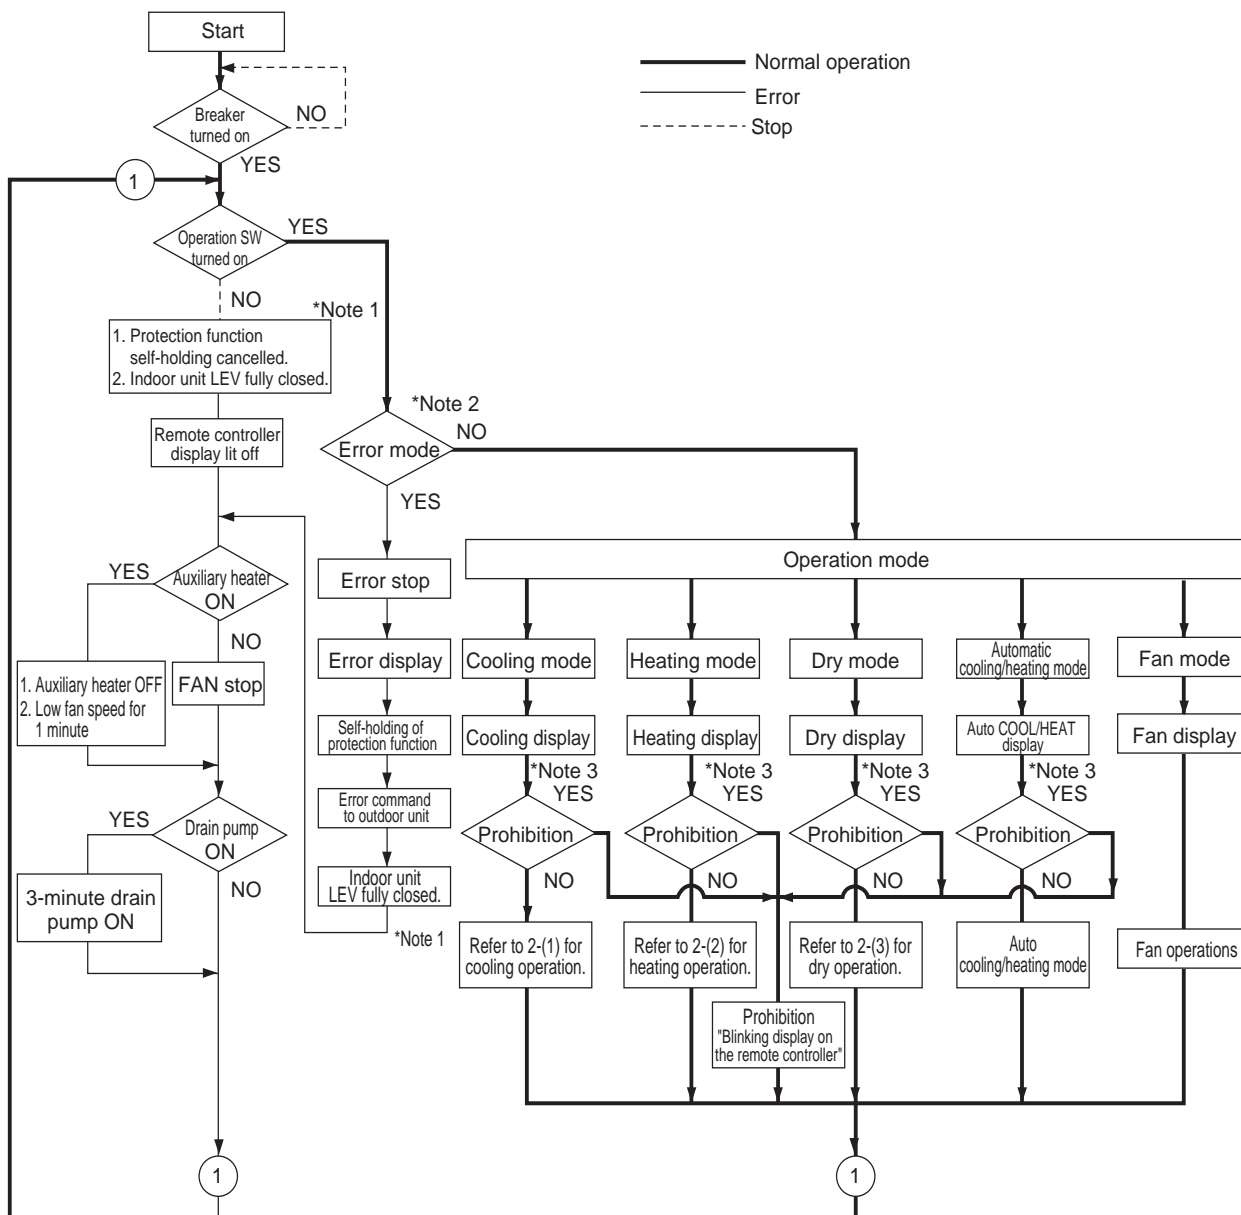 Start
Normal operation
Error
Stop
Breaker
turned on
NO
YES
1
Operation SW
turned on
YES
NO
*Note 1
1. Protection function
self-holding cancelled.
2. Indoor unit LEV fully closed.
Remote controller
display lit off
*Note 2
Error mode
NO
YES
Operation mode
Auxiliary heater
ON
YES
NO
1. Auxiliary heater OFF
2. Low fan speed for
1 minute
FAN stop
Drain pump
ON
YES
NO
3-minute drain
pump ON
1
Error stop
Error display
Self-holding of
protection function
Error command
to outdoor unit
Indoor unit
LEV fully closed.
*Note 1
Cooling mode
Cooling display
*Note 3
YES
Prohibition
NO
Refer to 2-(1) for
cooling operation.
Heating mode
Heating display
*Note 3
YES
Prohibition
NO
Refer to 2-(2) for
heating operation.
Prohibition
"Blinking display on
the remote controller"
Dry mode
Dry display
*Note 3
YES
Prohibition
NO
Refer to 2-(3) for
dry operation.
Automatic
cooling/heating mode
Auto COOL/HEAT
display
*Note 3
YES
Prohibition
NO
Auto
cooling/heating mode
Fan mode
Fan display
Fan operations
1